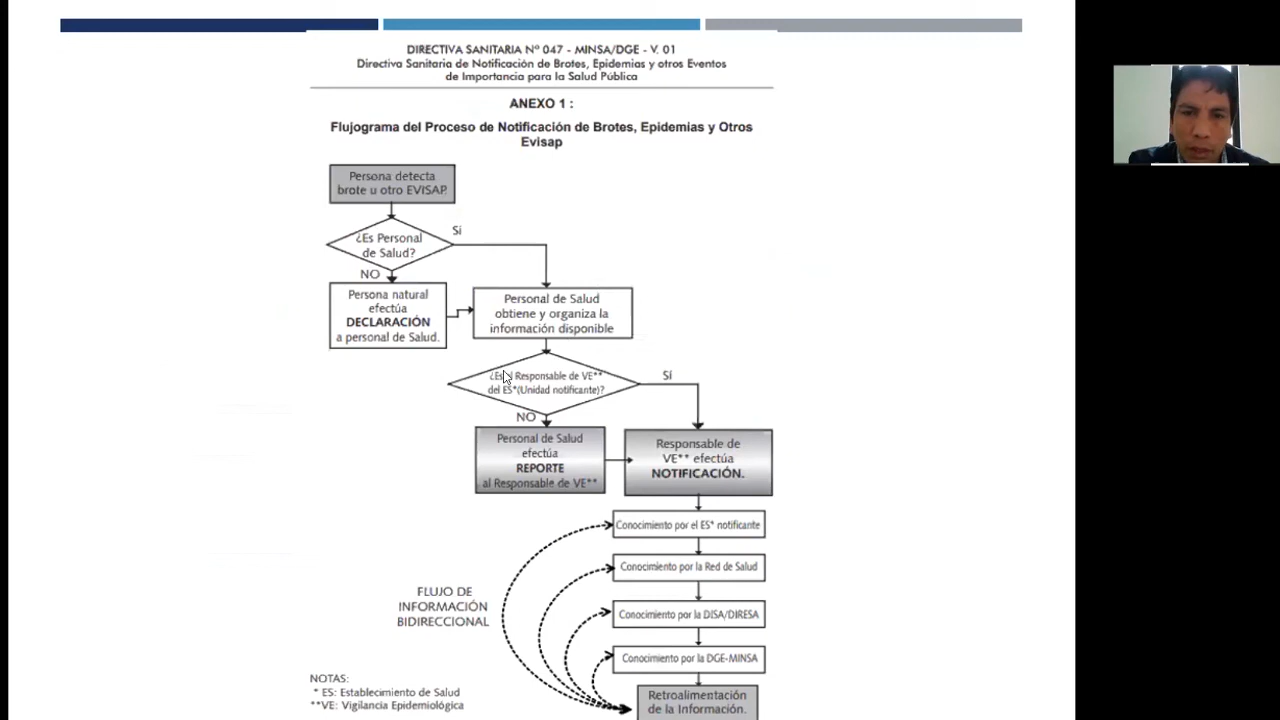 DIRECTIVA SANITARIA Nº 047 - MINSA/DGE - V. 01
Directiva Sanitaria de Notificación de Brotes, Epidemias y otros Eventos
de Importancia para la Salud Pública
ANEXO 1 :
Flujograma del Proceso de Notificación de Brotes, Epidemias y Otros
Evisap
Persona detecta
brote u otro EVISAP.
¿Es Personal
de Salud?
Si
NO
Persona natural
efectúa
DECLARACIÓN
a personal de Salud.
Personal de Salud
obtiene y organiza la
información disponible
¿Es el Responsable de VE**
del ES*(Unidad notificante)?
Sí
NO
Personal de Salud
efectúa
REPORTE
al Responsable de VE**
Responsable de
VE** efectúa
NOTIFICACIÓN.
Conocimiento por el ES* notificante
Conocimiento por la Red de Salud
Conocimiento por la DISA/DIRESA
Conocimiento por la DGE-MINSA
Retroalimentación
de la Información.
FLUJO DE
INFORMACIÓN
BIDIRECCIONAL
NOTAS:
* ES: Establecimiento de Salud
**VE: Vigilancia Epidemiológica